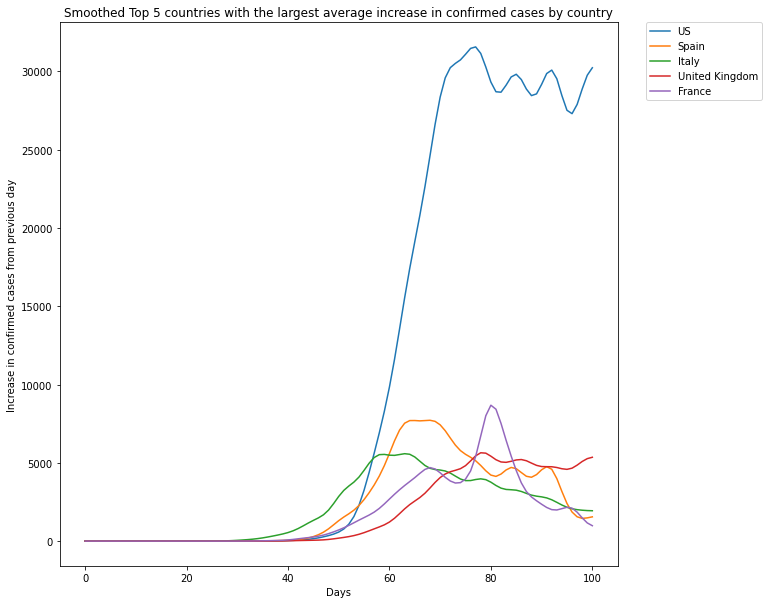 Smoothed Top 5 countries with the largest average increase in confirmed cases by country
US
Spain
Italy
United Kingdom
France
Increase in confirmed cases from previous day
30000
25000
20000
15000
10000
5000
0
0 20 40 60 80 100
Days